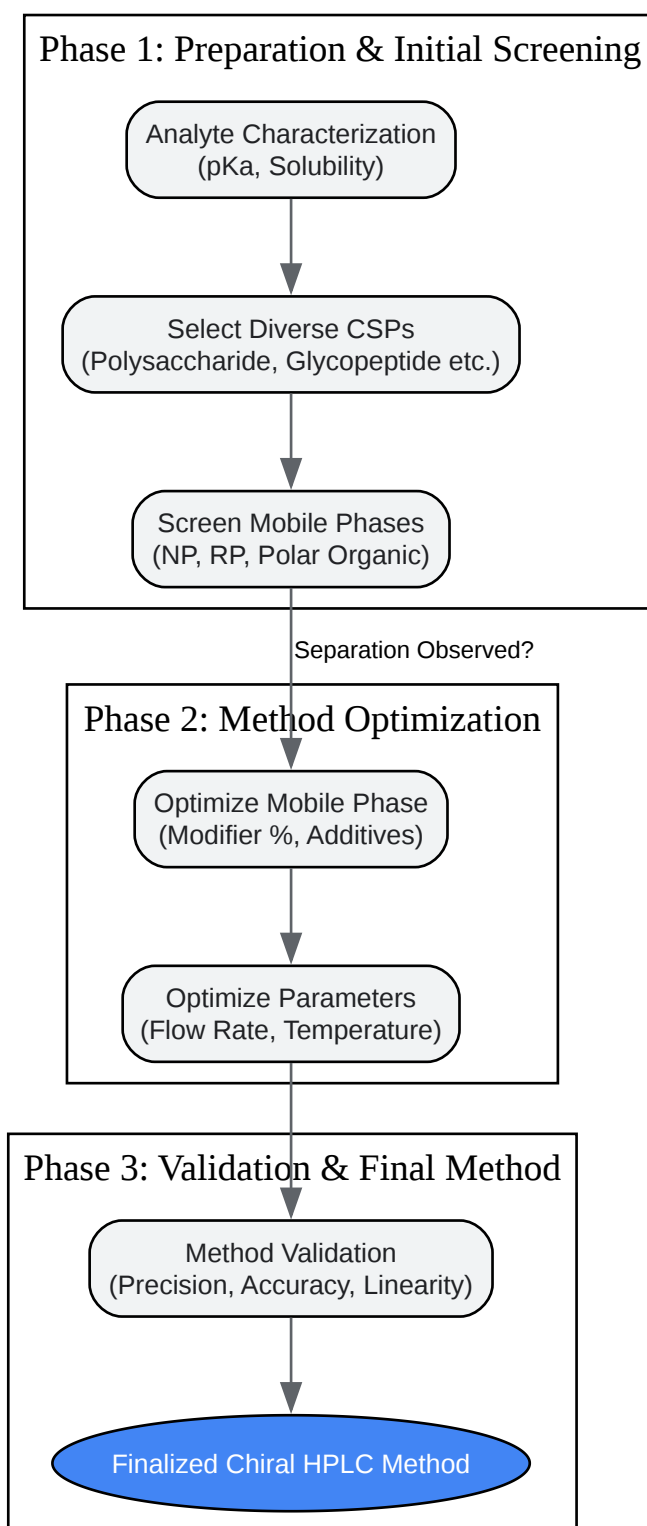 Phase 1: Preparation & Initial Screening
Analyte Characterization
(pKa, Solubility)
Select Diverse CSPs
(Polysaccharide, Glycopeptide etc.)
Screen Mobile Phases
(NP, RP, Polar Organic)
Separation Observed?
Phase 2: Method Optimization
Optimize Mobile Phase
(Modifier %, Additives)
Optimize Parameters
(Flow Rate, Temperature)
Phase 3: Validation & Final Method
Method Validation
(Precision, Accuracy, Linearity)
Finalized Chiral HPLC Method